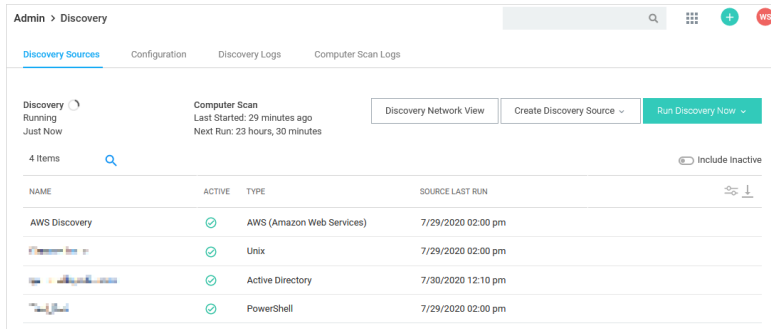 Admin > Discovery
WS
Discovery Sources Configuration Discovery Logs Computer Scan Logs
Discovery
Running
Just Now
Computer Scan
Last Started: 29 minutes ago
Next Run: 23 hours, 30 minutes
Discovery Network View
Create Discovery Source
Run Discovery Now
4 Items
Include Inactive
NAME ACTIVE TYPE SOURCE LAST RUN
AWS Discovery AWS (Amazon Web Services) 7/29/2020 02:00 pm
Unix 7/29/2020 02:00 pm
Active Directory 7/30/2020 12:10 pm
PowerShell 7/29/2020 02:00 pm